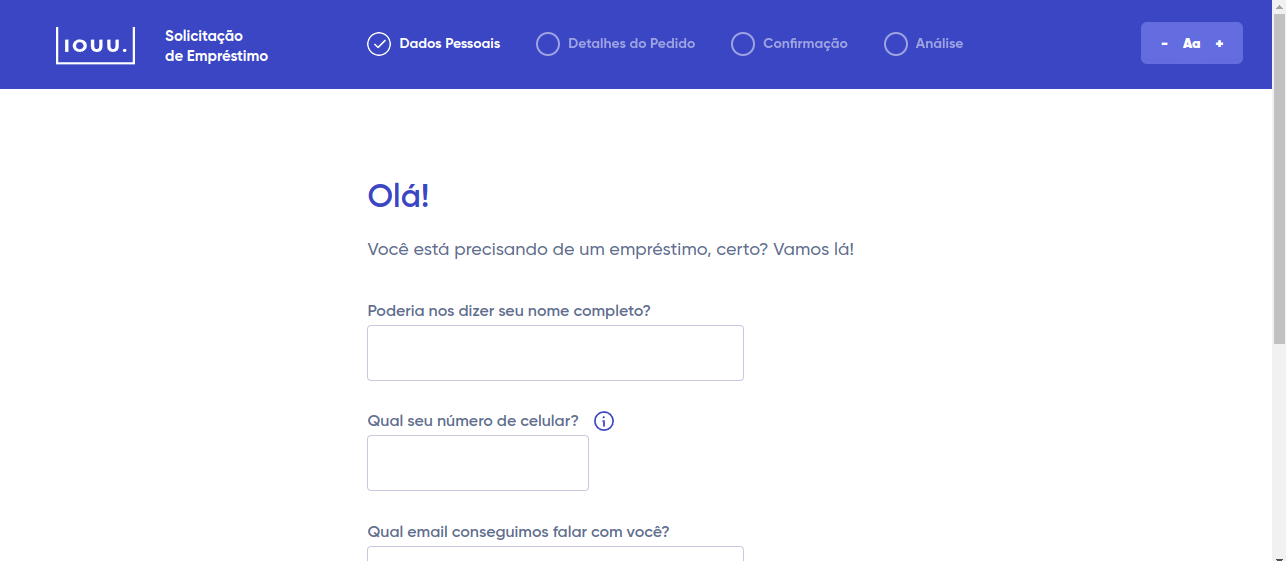 IOUU.
Solicitação
de Empréstimo
Dados Pessoais
Detalhes do Pedido
Confirmação
Análise
- Aa +
Olá!
Você está precisando de um empréstimo, certo? Vamos lá!
Poderia nos dizer seu nome completo?
Qual seu número de celular?
Qual email conseguimos falar com você?